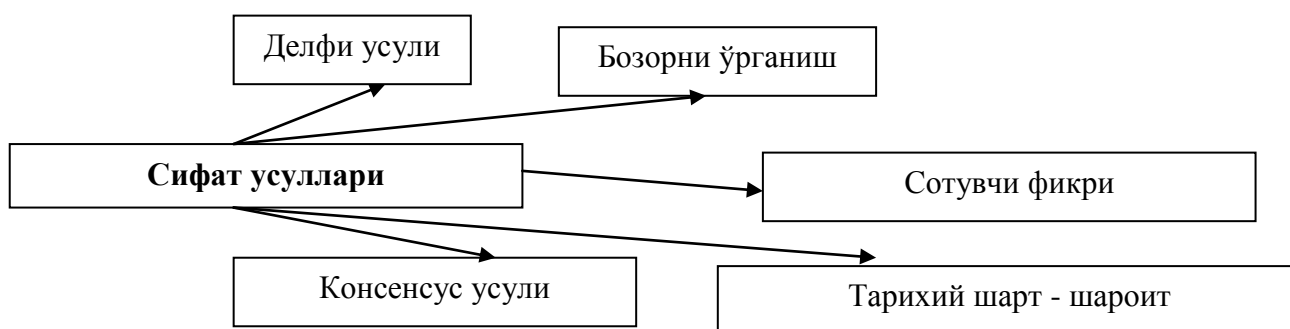 Делфи усули
Бозорни ўрганиш
Сифат усуллари
Сотувчи фикри
Консенсус усули
Тарихий шарт - шароит